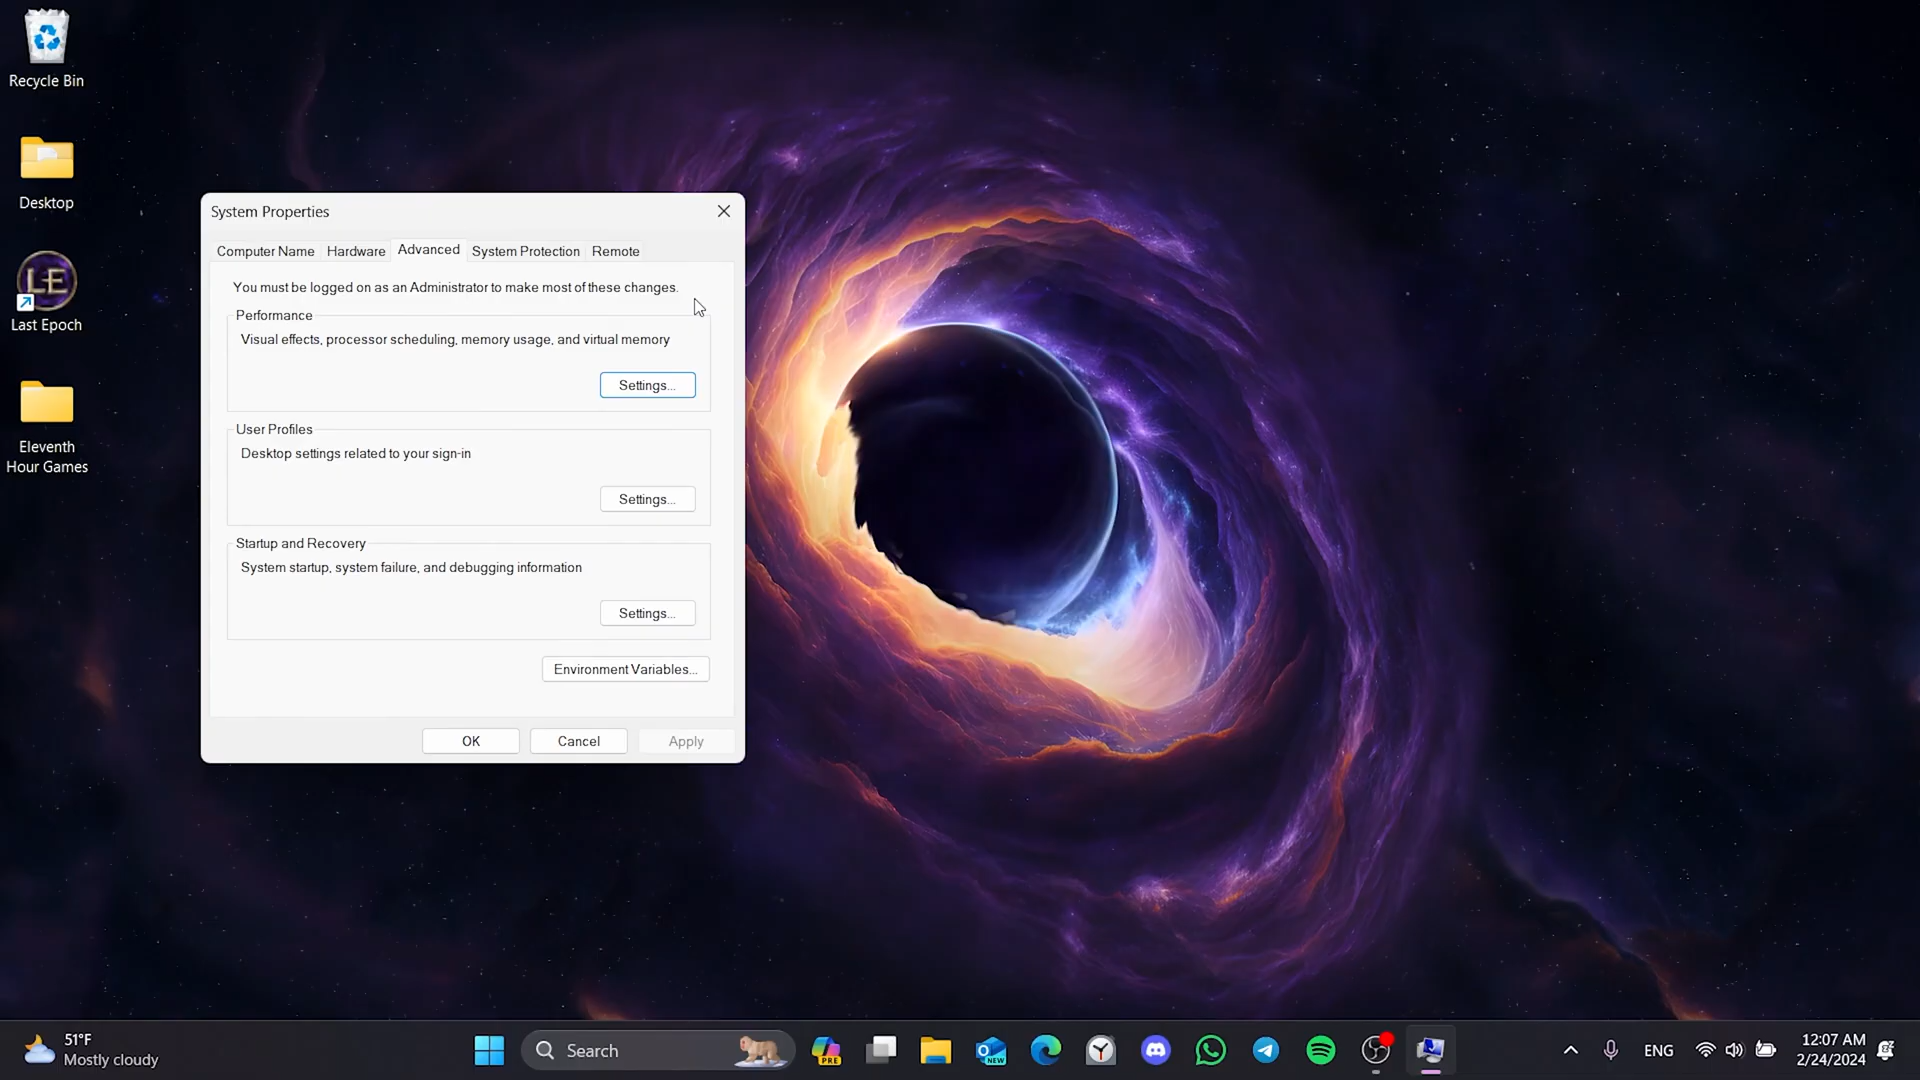 Recycle Bin
Desktop
LE
Last Epoch
Eleventh
Hour Games
System Properties
Computer Name
Hardware
Advanced
System Protection
Remote
You must be logged on as an Administrator to make most of these changes.
Performance
Visual effects, processor scheduling, memory usage, and virtual memory
Settings...
User Profiles
Desktop settings related to your sign-in
Settings...
Startup and Recovery
System startup, system failure, and debugging information
Settings...
Environment Variables...
OK
Cancel
Apply
51°F
Mostly cloudy
Search
PRE
ENG
12:07 AM
2/24/2024